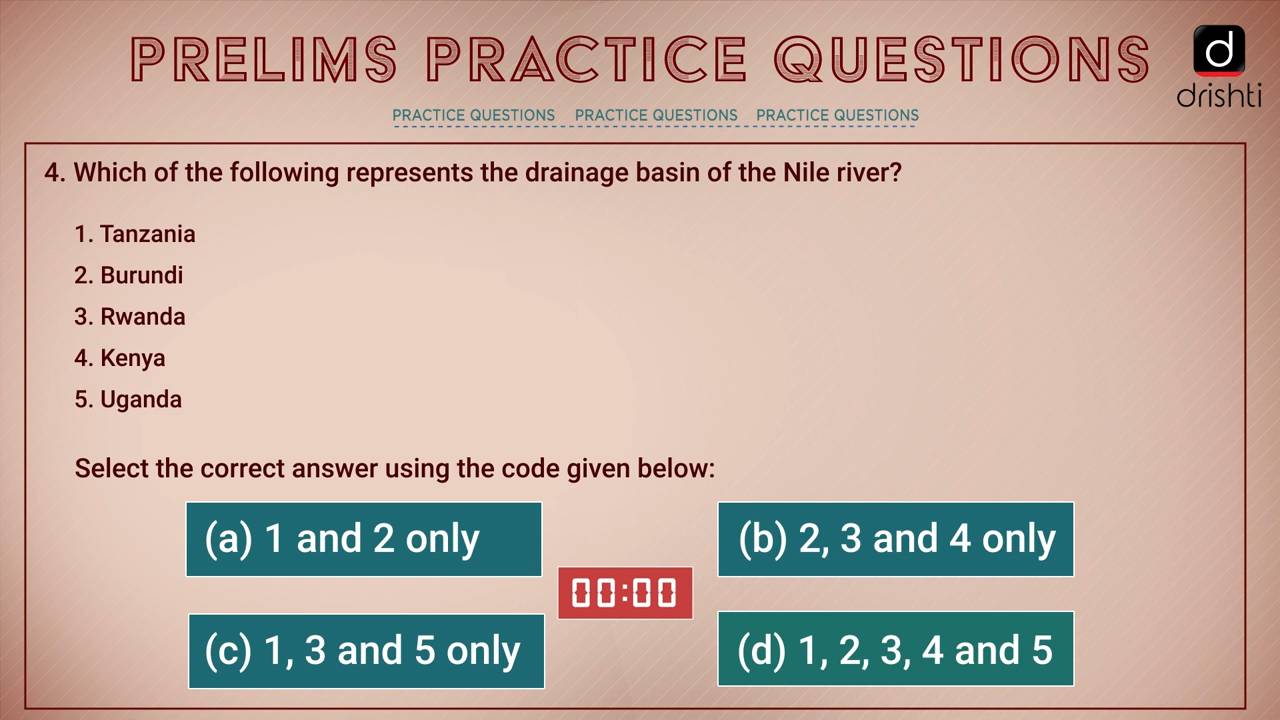 PRELIMS PRACTICE QUESTIONS
drishti
PRACTICE QUESTIONS PRACTICE QUESTIONS PRACTICE QUESTIONS
4. Which of the following represents the drainage basin of the Nile river?
1. Tanzania
2. Burundi
3. Rwanda
4. Kenya
5. Uganda
Select the correct answer using the code given below:
(a) 1 and 2 only
(b) 2, 3 and 4 only
00:00
(c) 1, 3 and 5 only
(d) 1, 2, 3, 4 and 5